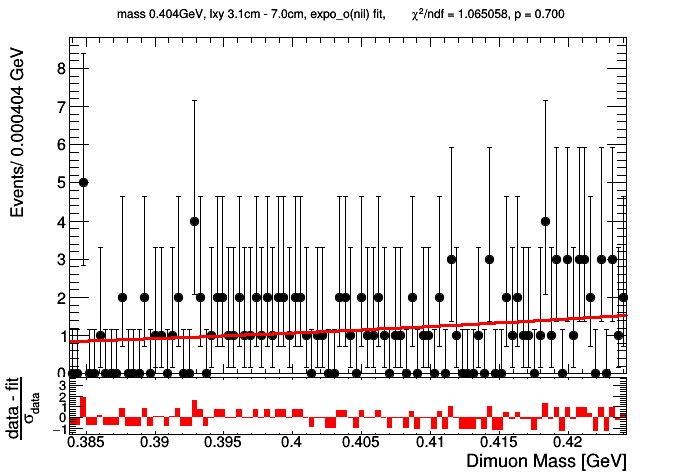 mass 0.404GeV, lxy 3.1cm - 7.0cm, expo_o(nil) fit, χ²/ndf = 1.065058, p = 0.700
Events/ 0.000404 GeV
8
7
6
5
4
3
2
1
0
data - fit
σdata
3
2
1
0
−1
0.385 0.39 0.395 0.4 0.405 0.41 0.415 0.42
Dimuon Mass [GeV]